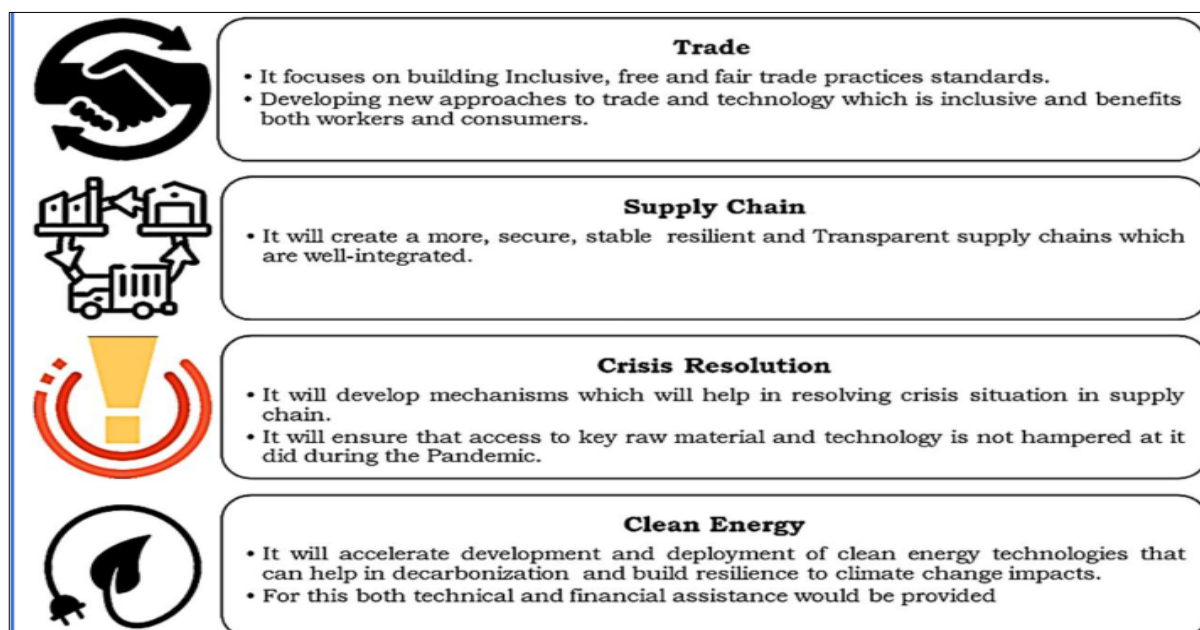 Trade
• It focuses on building Inclusive, free and fair trade practices standards.
• Developing new approaches to trade and technology which is inclusive and benefits
both workers and consumers.
Supply Chain
• It will create a more, secure, stable resilient and Transparent supply chains which
are well-integrated.
Crisis Resolution
• It will develop mechanisms which will help in resolving crisis situation in supply
chain.
• It will ensure that access to key raw material and technology is not hampered at it
did during the Pandemic.
Clean Energy
• It will accelerate development and deployment of clean energy technologies that
can help in decarbonization and build resilience to climate change impacts.
• For this both technical and financial assistance would be provided